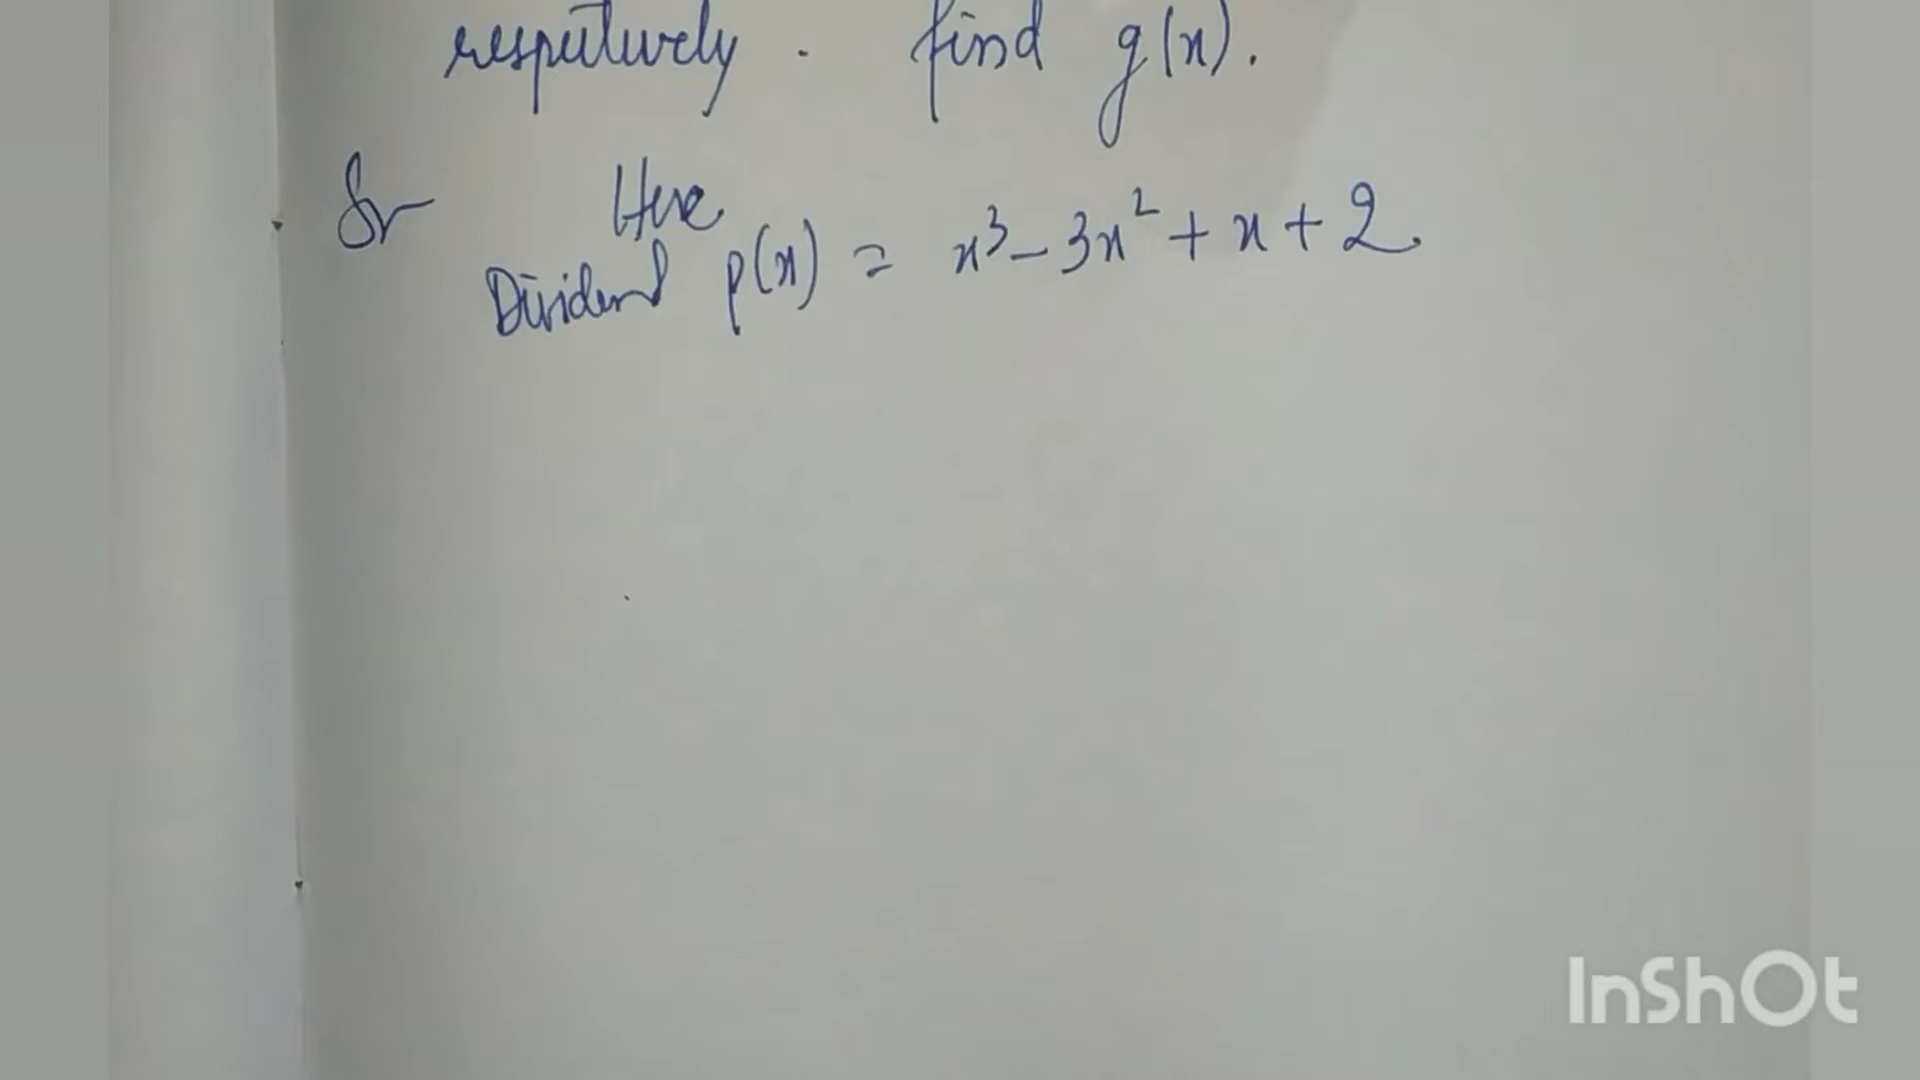 respectively. find g(x).
Sol Here
Dividend p(x) = x³ - 3x² + x + 2
InShOt